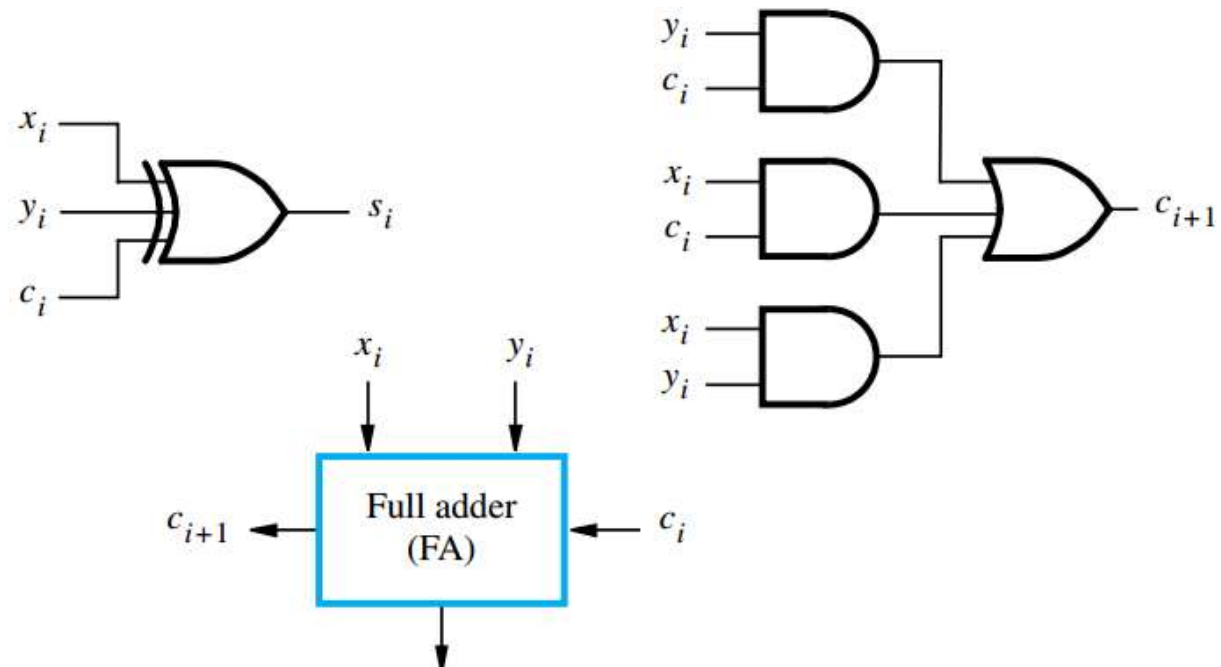 x_i
y_i
c_i
s_i
y_i
c_i
x_i
c_i
x_i
y_i
c_{i+1}
x_i y_i
Full adder
(FA)
c_{i+1}
c_i